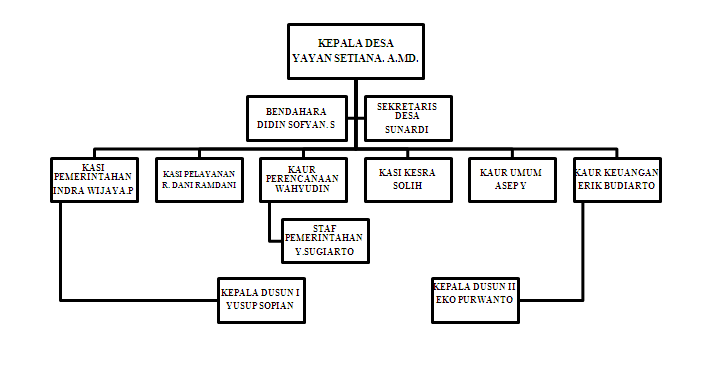 KEPALA DESA
YAYAN SETIANA. A.MD.
BENDAHARA
DIDIN SOFYAN. S
SEKRETARIS
DESA
SUNARDI
KASI
PEMERINTAHAN
INDRA WIJAYA.P
KASI PELAYANAN
R. DANI RAMDANI
KAUR
PERENCANAAN
WAHYUDIN
KASI KESRA
SOLIH
KAUR UMUM
ASEP Y
KAUR KEUANGAN
ERIK BUDIARTO
STAF
PEMERINTAHAN
Y.SUGIARTO
KEPALA DUSUN I
YUSUP SOPIAN
KEPALA DUSUN II
EKO PURWANTO